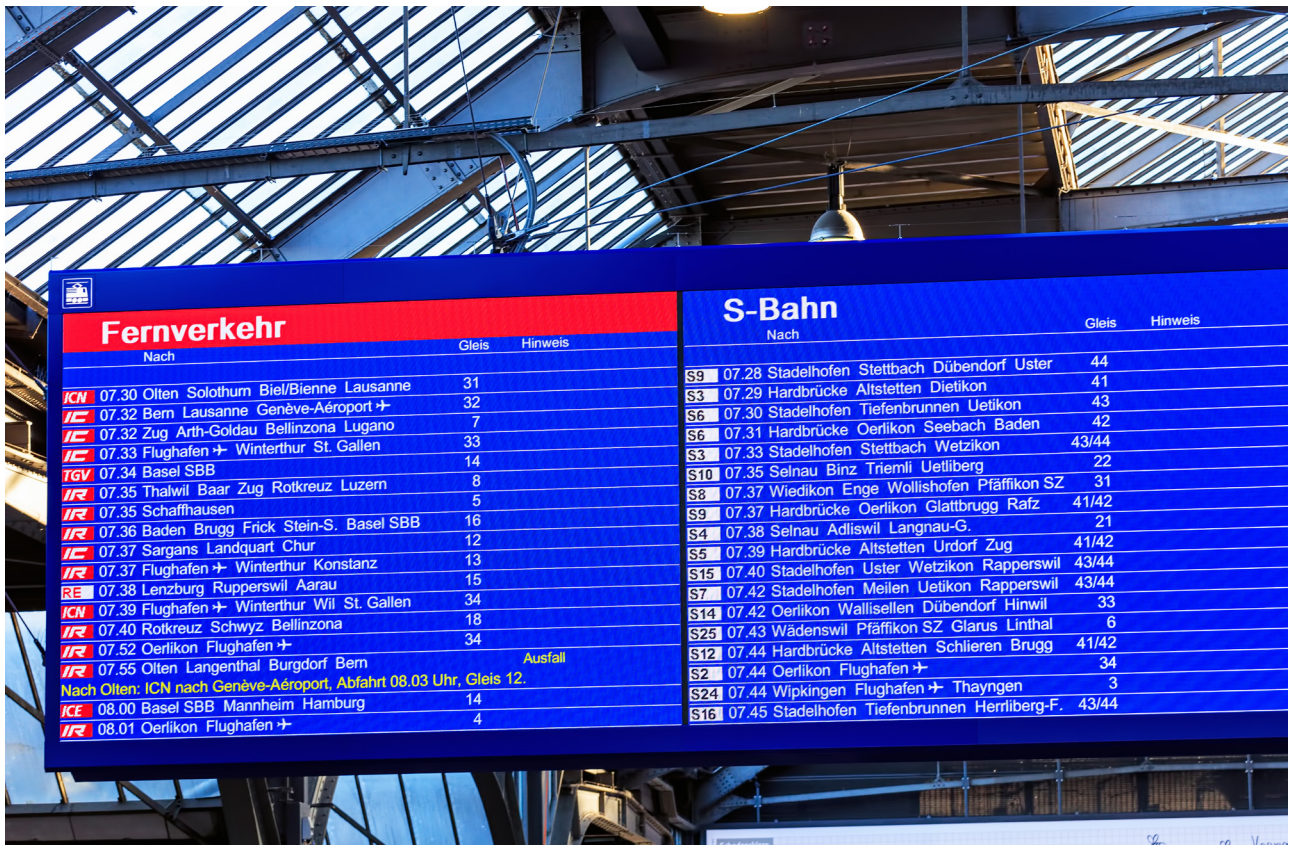 Fernverkehr
Nach Gleis Hinweis
ICN 07.30 Olten Solothurn Biel/Bienne Lausanne 31
IC 07.32 Bern Lausanne Genève-Aéroport ✈ 32
IC 07.32 Zug Arth-Goldau Bellinzona Lugano 7
IC 07.33 Flughafen ✈ Winterthur St. Gallen 33
TGV 07.34 Basel SBB 14
IR 07.35 Thalwil Baar Zug Rotkreuz Luzern 8
IR 07.35 Schaffhausen 5
IR 07.36 Baden Brugg Frick Stein-S. Basel SBB 16
IC 07.37 Sargans Landquart Chur 12
IR 07.37 Flughafen ✈ Winterthur Konstanz 13
RE 07.38 Lenzburg Rupperswil Aarau 15
ICN 07.39 Flughafen ✈ Winterthur Wil St. Gallen 34
IR 07.40 Rotkreuz Schwyz Bellinzona 18
IR 07.52 Oerlikon Flughafen ✈ 34
IR 07.55 Olten Langenthal Burgdorf Bern Ausfall
Nach Olten: ICN nach Genève-Aéroport, Abfahrt 08.03 Uhr, Gleis 12.
ICE 08.00 Basel SBB Mannheim Hamburg 14
IR 08.01 Oerlikon Flughafen ✈ 4
S-Bahn
Nach Gleis Hinweis
S9 07.28 Stadelhofen Stettbach Dübendorf Uster 44
S3 07.29 Hardbrücke Altstetten Dietikon 41
S6 07.30 Stadelhofen Tiefenbrunnen Uetikon 43
S6 07.31 Hardbrücke Oerlikon Seebach Baden 42
S3 07.33 Stadelhofen Stettbach Wetzikon 43/44
S10 07.35 Selnau Binz Triemli Uetliberg 22
S8 07.37 Wiedikon Enge Wollishofen Pfäffikon SZ 31
S9 07.37 Hardbrücke Oerlikon Glattbrugg Rafz 41/42
S4 07.38 Selnau Adliswil Langnau-G. 21
S5 07.39 Hardbrücke Altstetten Urdorf Zug 41/42
S15 07.40 Stadelhofen Uster Wetzikon Rapperswil 43/44
S7 07.42 Stadelhofen Meilen Uetikon Rapperswil 43/44
S14 07.42 Oerlikon Wallisellen Dübendorf Hinwil 33
S25 07.43 Wädenswil Pfäffikon SZ Glarus Linthal 6
S12 07.44 Hardbrücke Altstetten Schlieren Brugg 41/42
S2 07.44 Oerlikon Flughafen ✈ 34
S24 07.44 Wipkingen Flughafen ✈ Thayngen 3
S16 07.45 Stadelhofen Tiefenbrunnen Herrliberg-F. 43/44